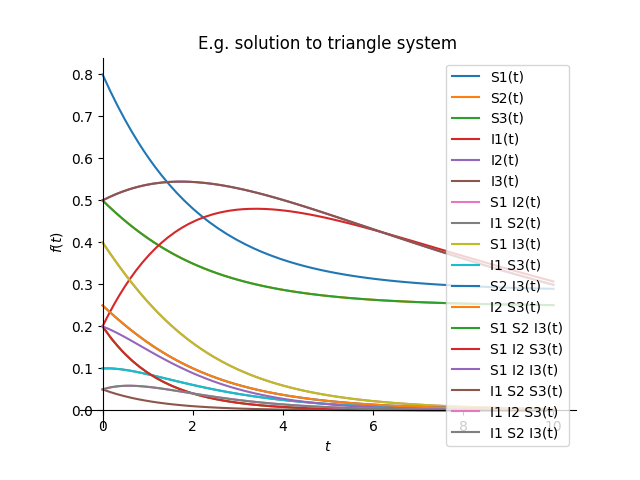 E.g. solution to triangle system
f(t)
0.8
0.7
0.6
0.5
0.4
0.3
0.2
0.1
0.0
0
2
4
6
8
10
t
S1(t)
S2(t)
S3(t)
I1(t)
I2(t)
I3(t)
S1 I2(t)
I1 S2(t)
S1 I3(t)
I1 S3(t)
S2 I3(t)
I2 S3(t)
S1 S2 I3(t)
S1 I2 S3(t)
S1 I2 I3(t)
I1 S2 S3(t)
I1 I2 S3(t)
I1 S2 I3(t)